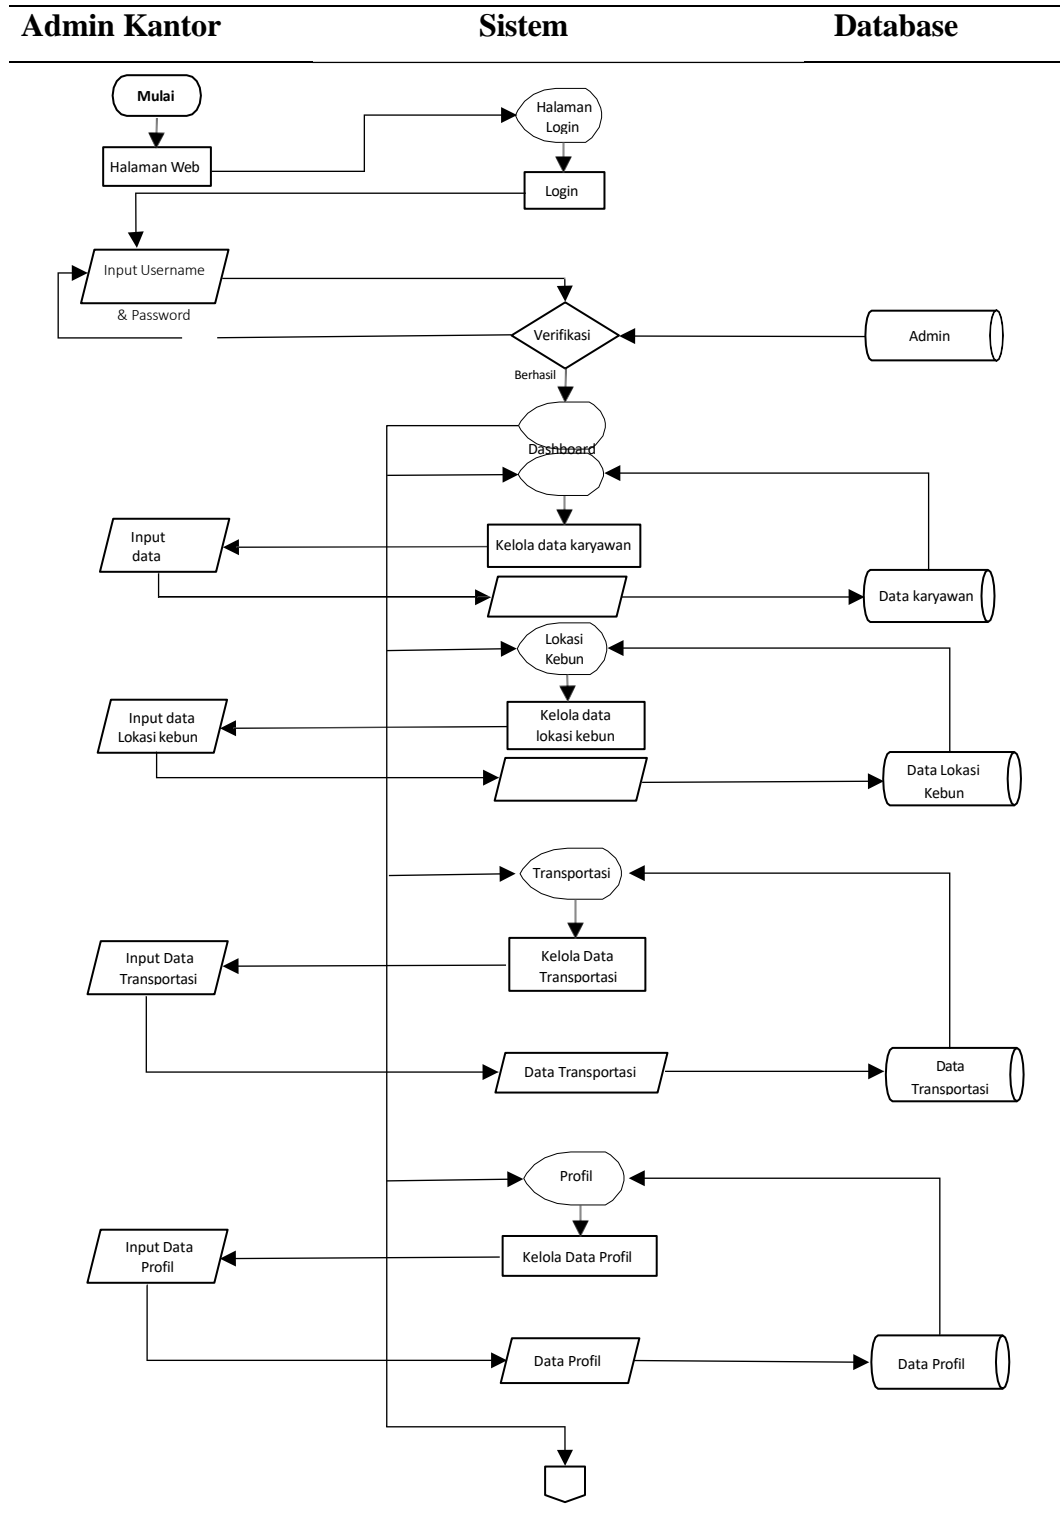 Admin Kantor
Sistem
Database
Mulai
Halaman
Login
Halaman Web
Login
Input Username
& Password
Verifikasi
Admin
Berhasil
Dashboard
Input
data
Kelola data karyawan
Data karyawan
Lokasi
Kebun
Input data
Lokasi kebun
Kelola data
lokasi kebun
Data Lokasi
Kebun
Transportasi
Input Data
Transportasi
Kelola Data
Transportasi
Data Transportasi
Data
Transportasi
Profil
Input Data
Profil
Kelola Data Profil
Data Profil
Data Profil